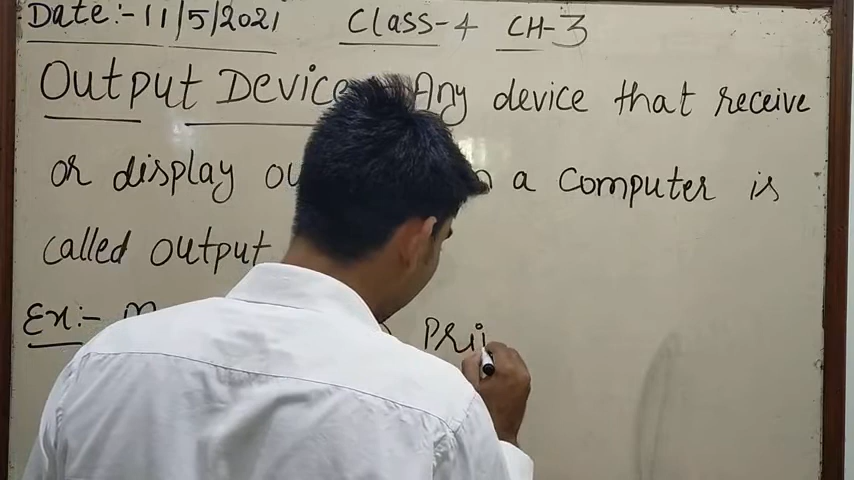 Date:- 11/5/2021 Class-4 CH-3
Output Device Any device that receive
or display a computer is
called output
Ex:- Pri